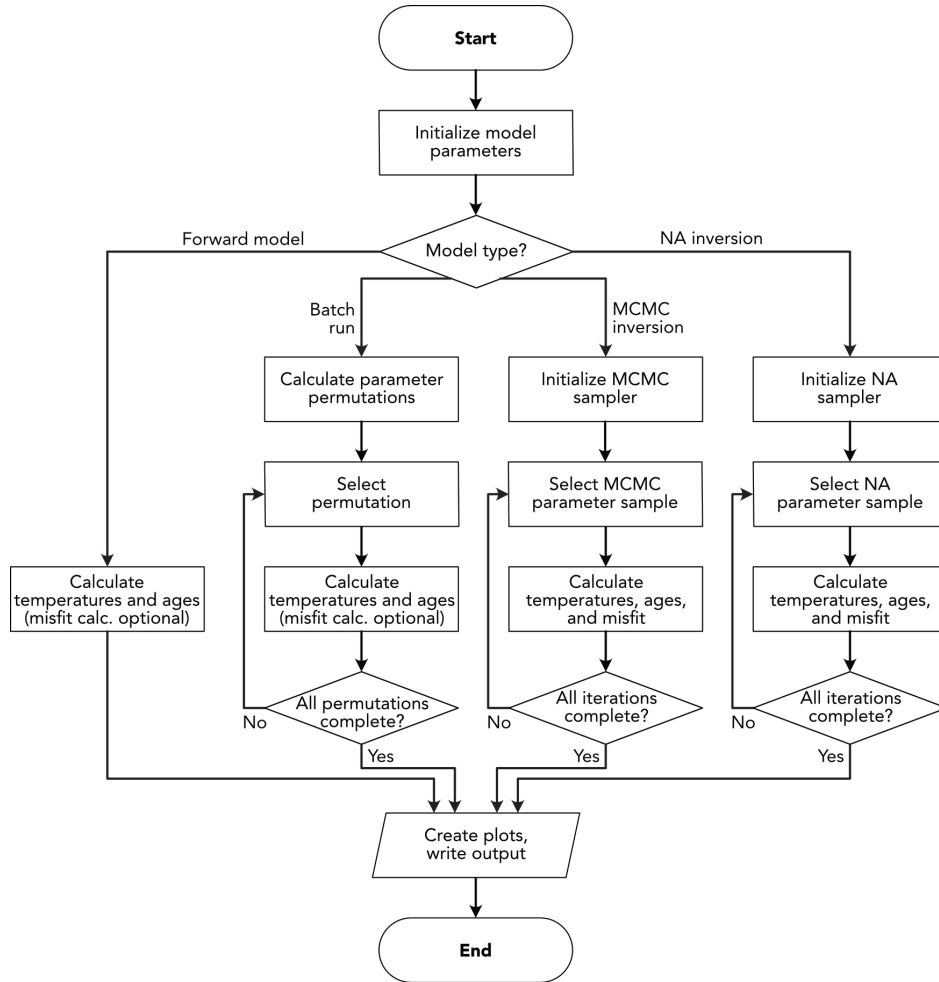 Start
Initialize model
parameters
Model type?
Forward model
NA inversion
Batch
run
MCMC
inversion
Calculate parameter
permutations
Initialize MCMC
sampler
Initialize NA
sampler
Select
permutation
Select MCMC
parameter sample
Select NA
parameter sample
Calculate
temperatures and ages
(misfit calc. optional)
Calculate
temperatures and ages
(misfit calc. optional)
Calculate
temperatures, ages,
and misfit
Calculate
temperatures, ages,
and misfit
All permutations
complete?
No
Yes
All iterations
complete?
No
Yes
All iterations
complete?
No
Yes
Create plots,
write output
End